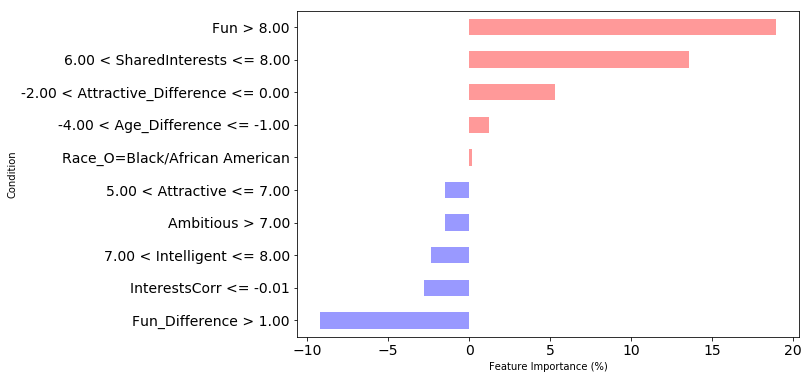 Fun > 8.00
6.00 < SharedInterests <= 8.00
-2.00 < Attractive_Difference <= 0.00
-4.00 < Age_Difference <= -1.00
Race_O=Black/African American
5.00 < Attractive <= 7.00
Ambitious > 7.00
7.00 < Intelligent <= 8.00
InterestsCorr <= -0.01
Fun_Difference > 1.00
Condition
−10 −5 0 5 10 15 20
Feature Importance (%)